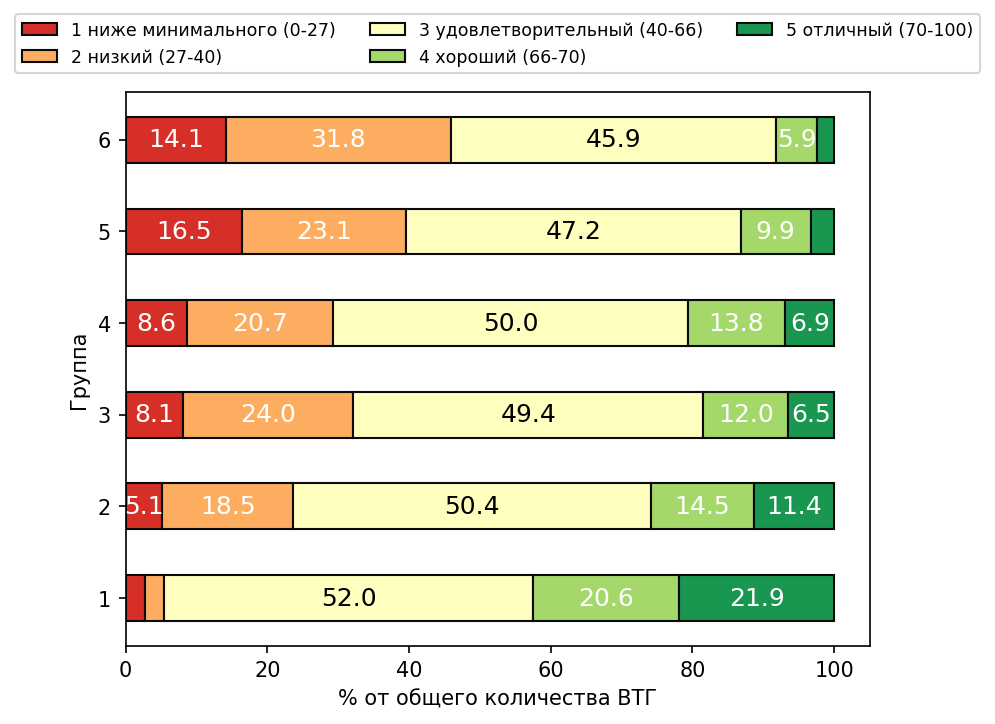 1 ниже минимального (0-27)
2 низкий (27-40)
3 удовлетворительный (40-66)
4 хороший (66-70)
5 отличный (70-100)
6 14.1 31.8 45.9 5.9
5 16.5 23.1 47.2 9.9
4 8.6 20.7 50.0 13.8 6.9
3 8.1 24.0 49.4 12.0 6.5
2 5.1 18.5 50.4 14.5 11.4
1 52.0 20.6 21.9
Группа
0 20 40 60 80 100
% от общего количества ВТГ